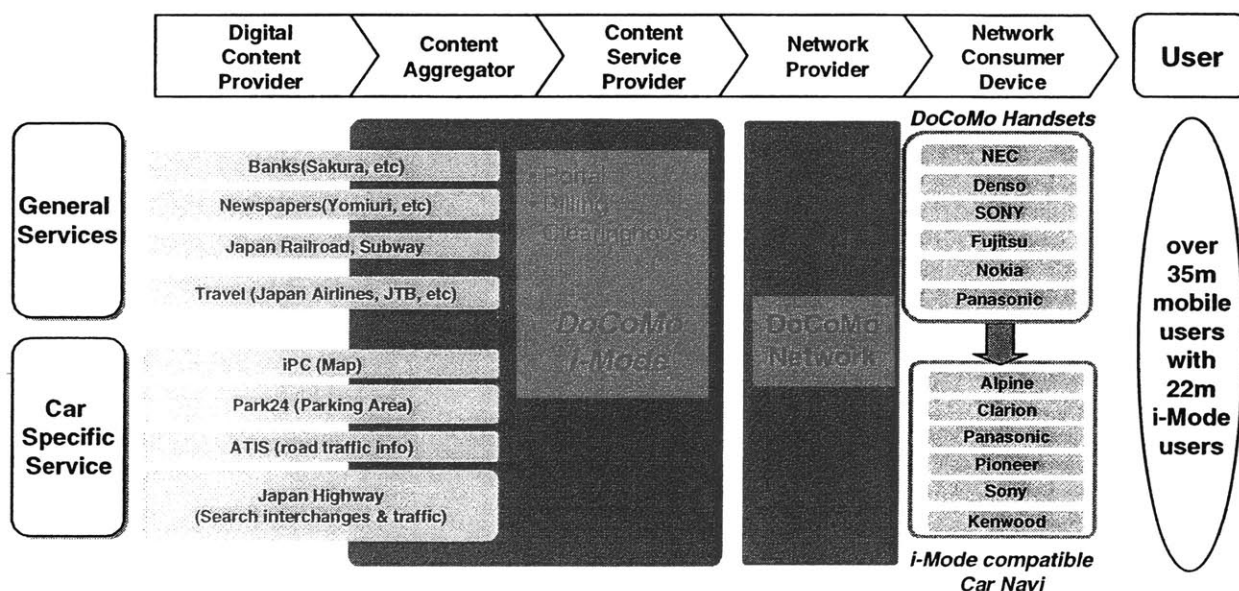 Digital
Content
Provider
Content
Aggregator
Content
Service
Provider
Network
Provider
Network
Consumer
Device
User
General
Services
Banks(Sakura, etc)
Newspapers(Yomiuri, etc)
Japan Railroad, Subway
Travel (Japan Airlines, JTB, etc)
• Portal
• Billing
Clearinghouse
DoCoMo
i-Mode
DoCoMo
Network
DoCoMo Handsets
NEC
Denso
SONY
Fujitsu
Nokia
Panasonic
Car
Specific
Service
iPC (Map)
Park24 (Parking Area)
ATIS (road traffic info)
Japan Highway
(Search interchanges & traffic)
Alpine
Clarion
Panasonic
Pioneer
Sony
Kenwood
i-Mode compatible
Car Navi
over
35m
mobile
users
with
22m
i-Mode
users